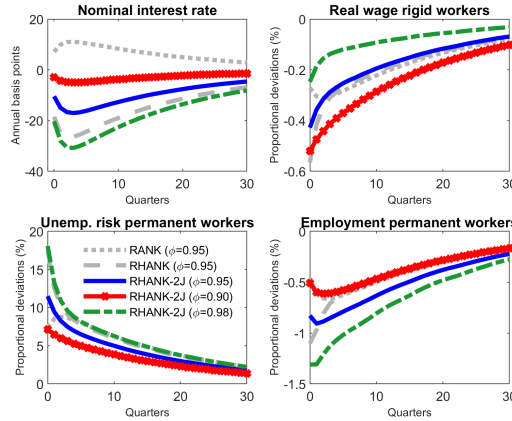 Nominal interest rate
Annual basis points
20
0
-20
-40
0
10
20
30
Quarters
Real wage rigid workers
Proportional deviations (%)
0
-0.2
-0.4
-0.6
0
10
20
30
Quarters
Unemp. risk permanent workers
Proportional deviations (%)
20
15
10
5
0
0
10
20
30
Quarters
RANK (ϕ=0.95)
RHANK (ϕ=0.95)
RHANK-2J (ϕ=0.95)
RHANK-2J (ϕ=0.90)
RHANK-2J (ϕ=0.98)
Employment permanent workers
Proportional deviations (%)
0
-0.5
-1
-1.5
0
10
20
30
Quarters